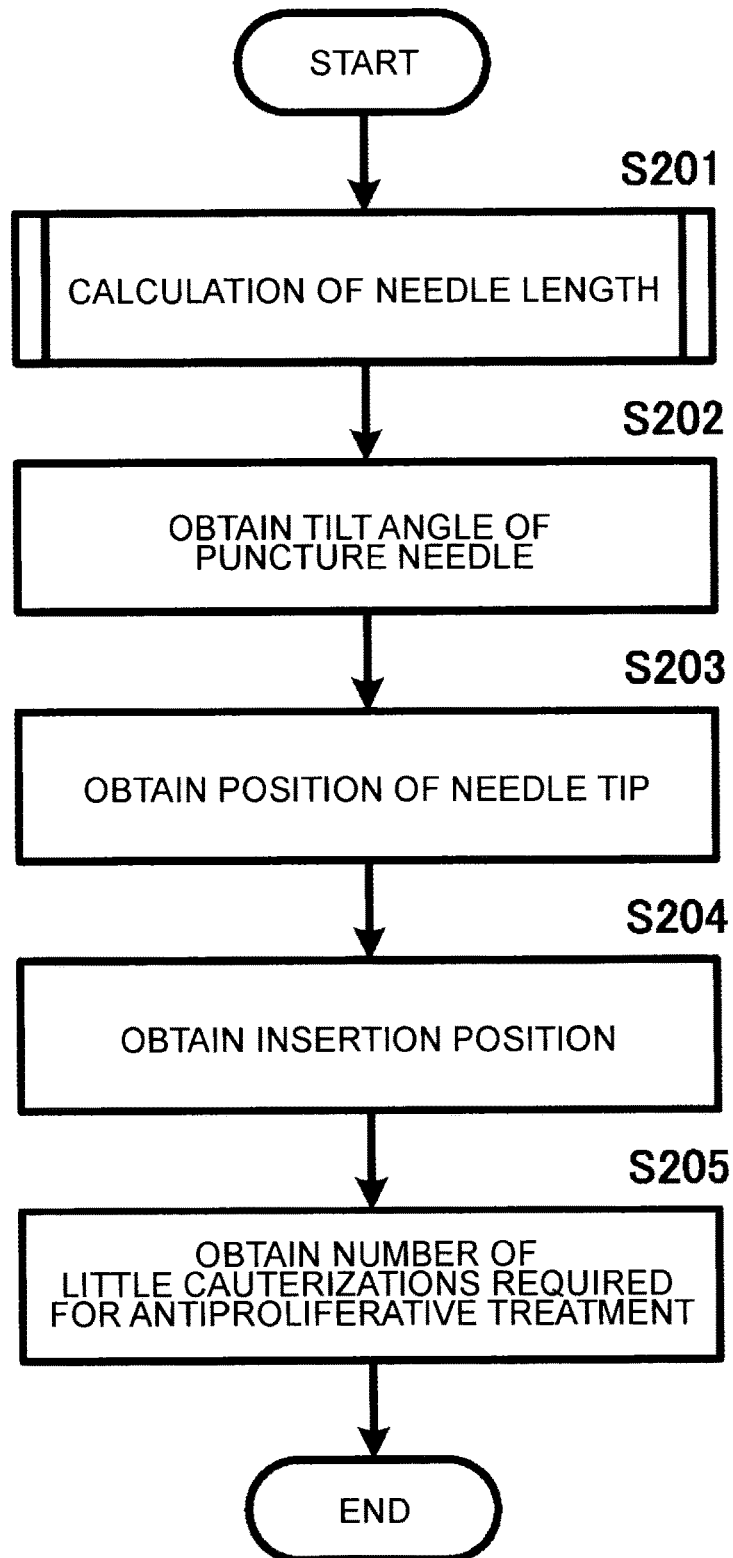 START
S201
CALCULATION OF NEEDLE LENGTH
S202
OBTAIN TILT ANGLE OF
PUNCTURE NEEDLE
S203
OBTAIN POSITION OF NEEDLE TIP
S204
OBTAIN INSERTION POSITION
S205
OBTAIN NUMBER OF
LITTLE CAUTERIZATIONS REQUIRED
FOR ANTIPROLIFERATIVE TREATMENT
END